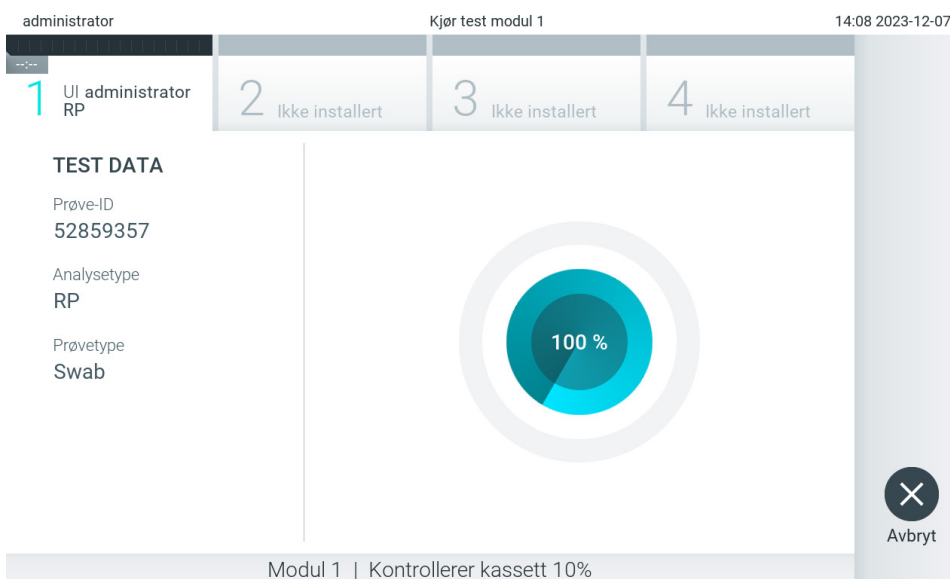 administrator
Kjør test modul 1
14:08 2023-12-07
--:--
1 UI administrator
RP
2 Ikke installert
3 Ikke installert
4 Ikke installert
TEST DATA
Prøve-ID
52859357
Analysetype
RP
Prøvetype
Swab
100 %
Avbryt
Modul 1 | Kontrollerer kassett 10%